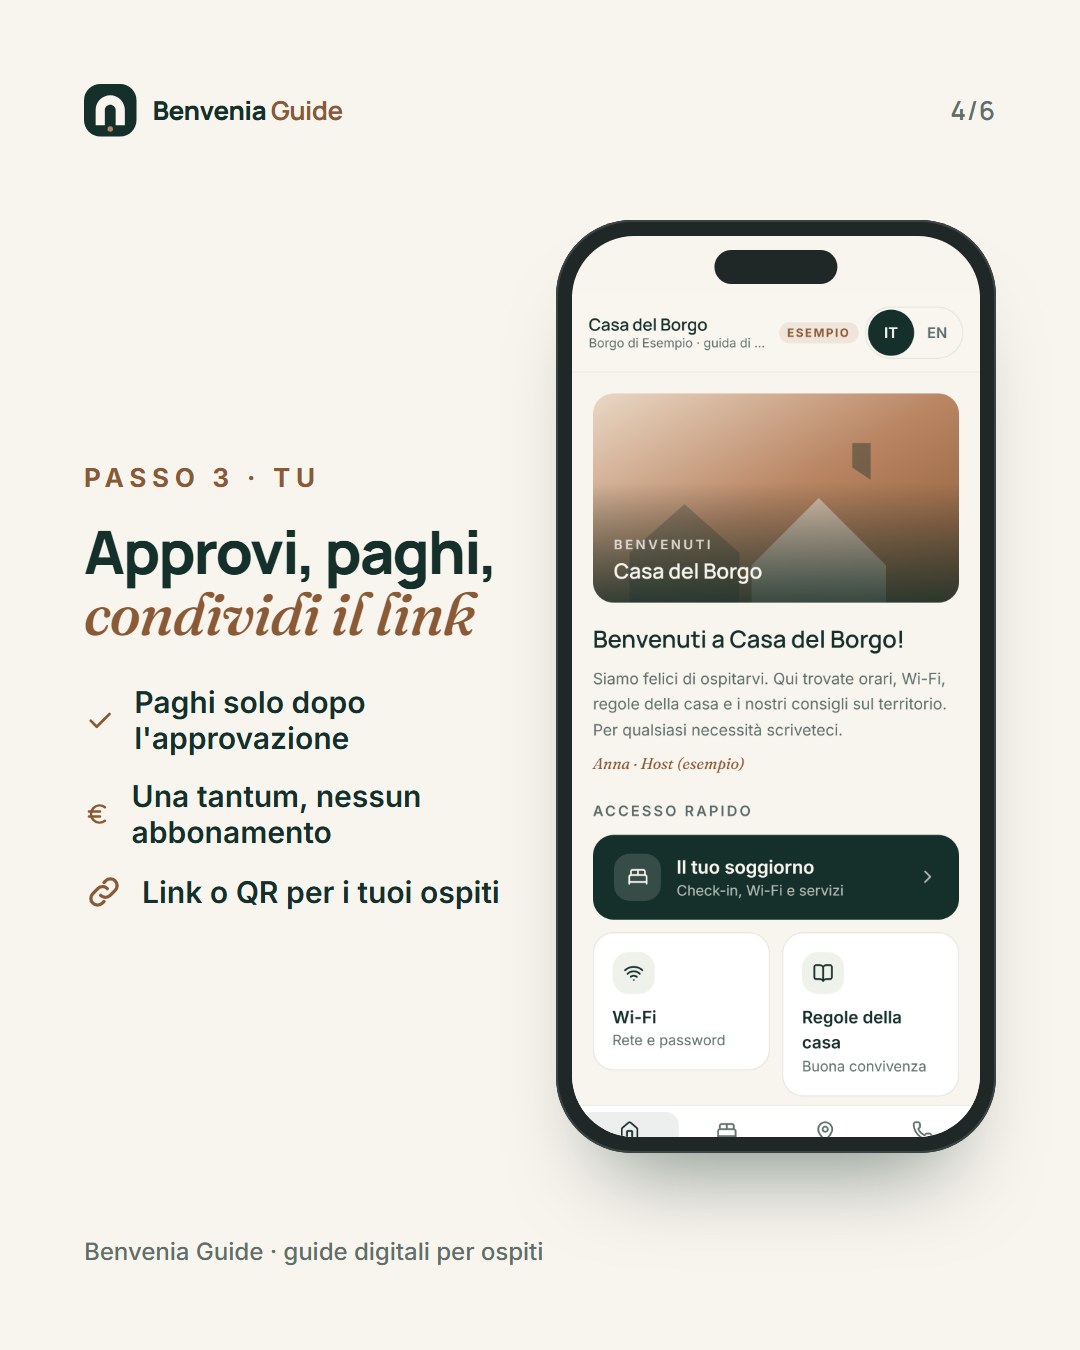 Benvenia Guide
4/6
PASSO 3 · TU
Approvi, paghi,
condividi il link
Paghi solo dopo
l'approvazione
Una tantum, nessun
abbonamento
Link o QR per i tuoi ospiti
Casa del Borgo
Borgo di Esempio · guida di ...
ESEMPIO
IT
EN
BENVENUTI
Casa del Borgo
Benvenuti a Casa del Borgo!
Siamo felici di ospitarvi. Qui trovate orari, Wi-Fi,
regole della casa e i nostri consigli sul territorio.
Per qualsiasi necessità scriveteci.
Anna · Host (esempio)
ACCESSO RAPIDO
Il tuo soggiorno
Check-in, Wi-Fi e servizi
Wi-Fi
Rete e password
Regole della
casa
Buona convivenza
Benvenia Guide · guide digitali per ospiti